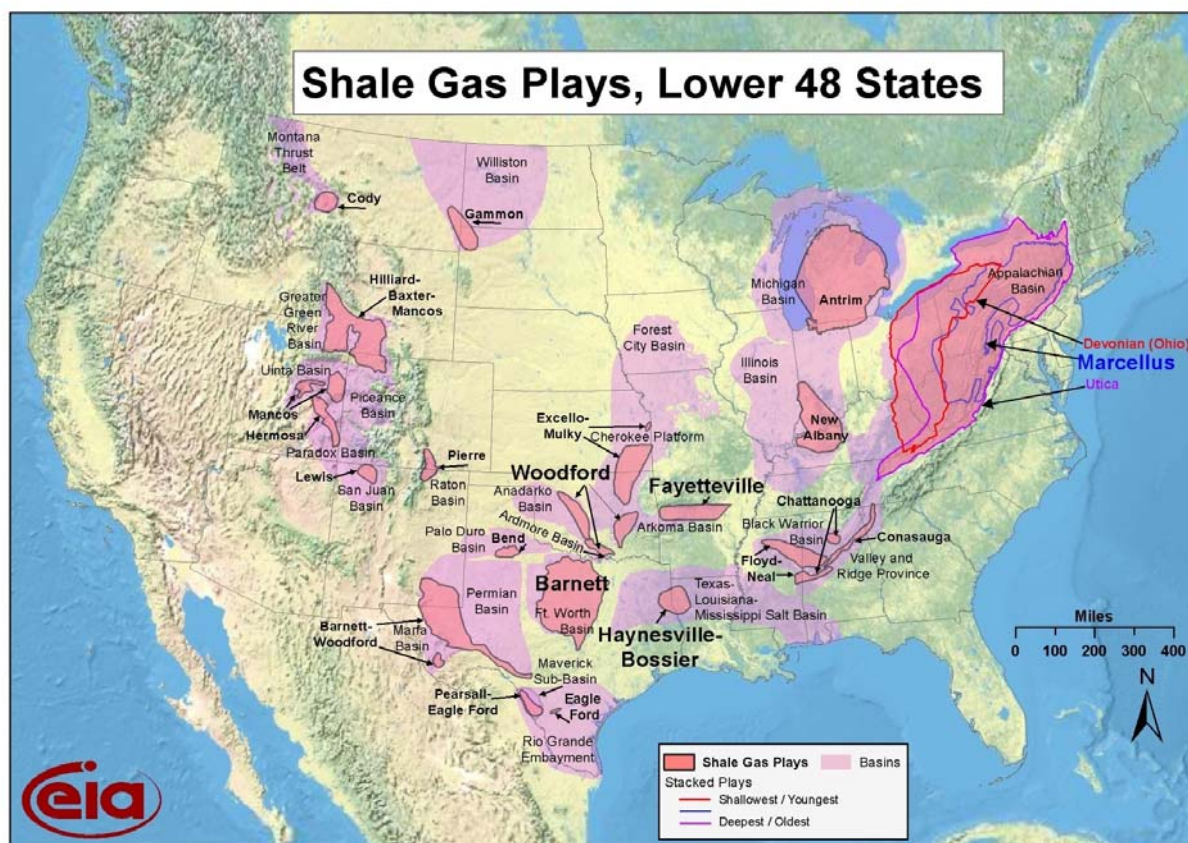 Shale Gas Plays, Lower 48 States
Montana
Thrust
Belt
Cody
Williston
Basin
Gammon
Hilliard-
Baxter-
Mancos
Greater
Green
River
Basin
Uinta Basin
Mancos
Piceance
Basin
Hermosa
Paradox Basin
Lewis
San Juan
Basin
Pierre
Raton
Basin
Michigan
Basin
Antrim
Appalachian
Basin
Devonian (Ohio)
Marcellus
Utica
Forest
City Basin
Illinois
Basin
New
Albany
Excello-
Mulky
Cherokee Platform
Woodford
Anadarko
Basin
Ardmore Basin
Palo Duro
Basin
Bend
Fayetteville
Arkoma Basin
Chattanooga
Black Warrior
Basin
Conasauga
Floyd-
Neal
Valley and
Ridge Province
Barnett
Ft. Worth
Basin
Permian
Basin
Barnett-
Woodford
Marfa
Basin
Texas-
Louisiana-
Mississippi Salt Basin
Haynesville-
Bossier
Maverick
Sub-Basin
Pearsall-
Eagle Ford
Eagle
Ford
Rio Grande
Embayment
Miles
0 100 200 300 400
N
Shale Gas Plays
Basins
Stacked Plays
Shallowest / Youngest
Deepest / Oldest
eia